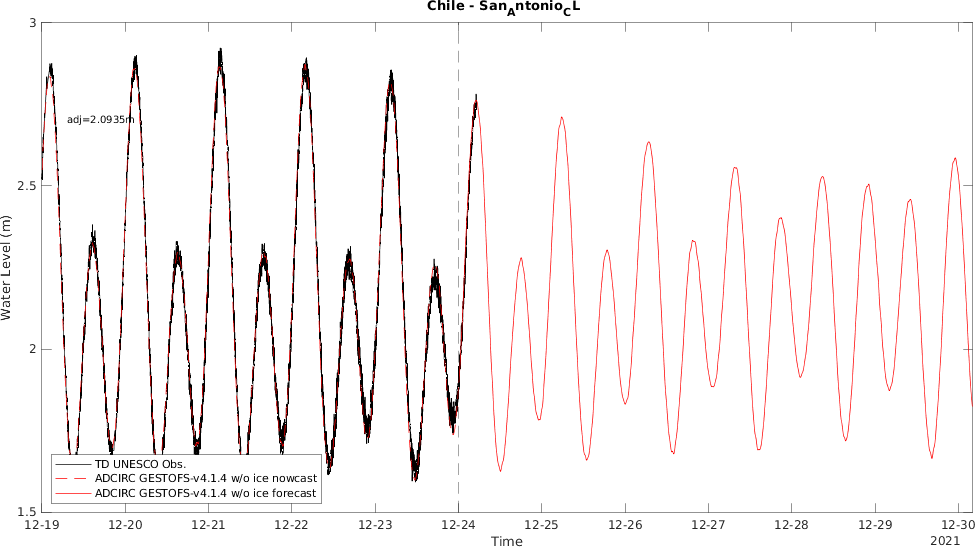 Chile - SanAntonioCL
3
2.5
2
1.5
Water Level (m)
adj=2.0935m
TD UNESCO Obs.
ADCIRC GESTOFS-v4.1.4 w/o ice nowcast
ADCIRC GESTOFS-v4.1.4 w/o ice forecast
12-19 12-20 12-21 12-22 12-23 12-24 12-25 12-26 12-27 12-28 12-29 12-30
Time
2021